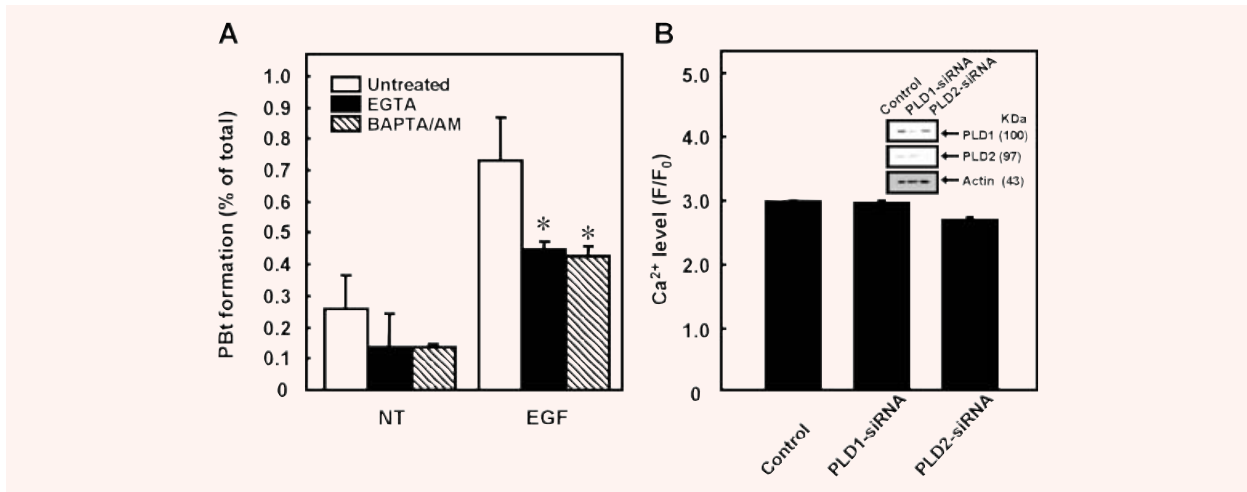 A
PBt formation (% of total)
1.0
0.9
0.8
0.7
0.6
0.5
0.4
0.3
0.2
0.1
0
Untreated
EGTA
BAPTA/AM
*
*
NT
EGF
B
Ca²⁺ level (F/F₀)
5.0
4.0
3.0
2.0
1.0
0
Control
PLD1-siRNA
PLD2-siRNA
KDa
PLD1 (100)
PLD2 (97)
Actin (43)
Control
PLD1-siRNA
PLD2-siRNA